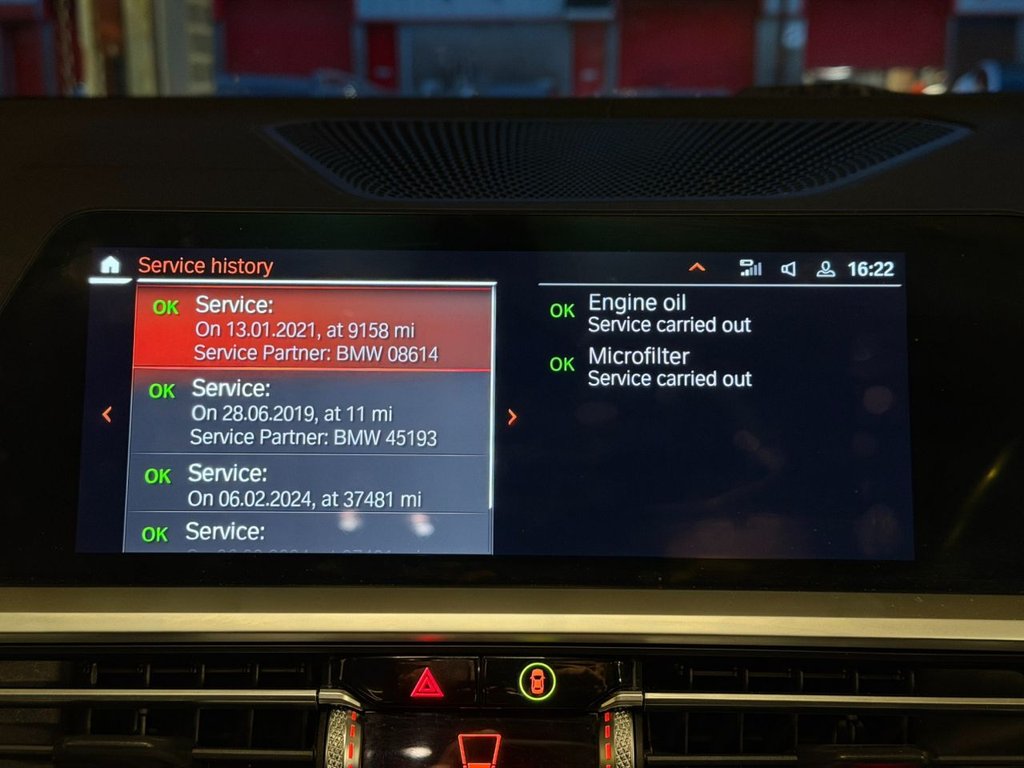 Service history
16:22
OK Service:
On 13.01.2021, at 9158 mi
Service Partner: BMW 08614
OK Service:
On 28.06.2019, at 11 mi
Service Partner: BMW 45193
OK Service:
On 06.02.2024, at 37481 mi
OK Service:
OK Engine oil
Service carried out
OK Microfilter
Service carried out